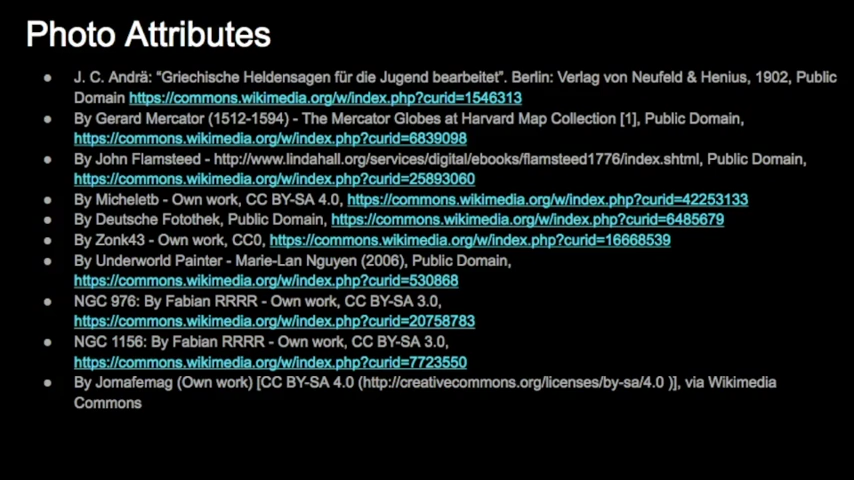 Photo Attributes
● J. C. Andrä: “Griechische Heldensagen für die Jugend bearbeitet”. Berlin: Verlag von Neufeld & Henius, 1902, Public
Domain https://commons.wikimedia.org/w/index.php?curid=1546313
● By Gerard Mercator (1512-1594) - The Mercator Globes at Harvard Map Collection [1], Public Domain,
https://commons.wikimedia.org/w/index.php?curid=6839098
● By John Flamsteed - http://www.lindahall.org/services/digital/ebooks/flamsteed1776/index.shtml, Public Domain,
https://commons.wikimedia.org/w/index.php?curid=25893060
● By Micheletb - Own work, CC BY-SA 4.0, https://commons.wikimedia.org/w/index.php?curid=42253133
● By Deutsche Fotothek, Public Domain, https://commons.wikimedia.org/w/index.php?curid=6485679
● By Zonk43 - Own work, CC0, https://commons.wikimedia.org/w/index.php?curid=16668539
● By Underworld Painter - Marie-Lan Nguyen (2006), Public Domain,
https://commons.wikimedia.org/w/index.php?curid=530868
● NGC 976: By Fabian RRRR - Own work, CC BY-SA 3.0,
https://commons.wikimedia.org/w/index.php?curid=20758783
● NGC 1156: By Fabian RRRR - Own work, CC BY-SA 3.0,
https://commons.wikimedia.org/w/index.php?curid=7723550
● By Jomafemag (Own work) [CC BY-SA 4.0 (http://creativecommons.org/licenses/by-sa/4.0 )], via Wikimedia
Commons